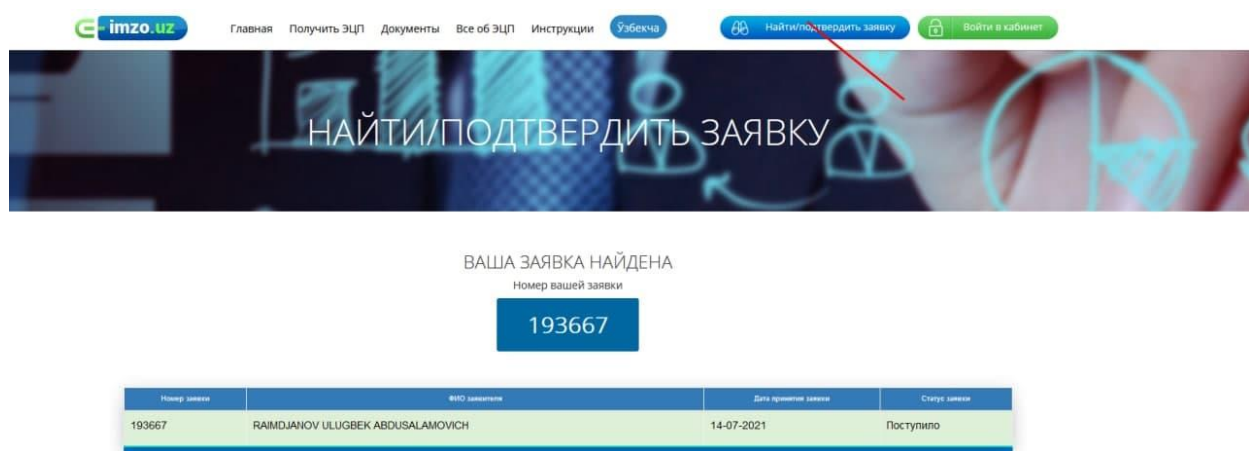 E-imzo.uz
Главная Получить ЭЦП Документы Все об ЭЦП Инструкции Ўзбекча Найти/подтвердить заявку Войти в кабинет
НАЙТИ/ПОДТВЕРДИТЬ ЗАЯВКУ
ВАША ЗАЯВКА НАЙДЕНА
Номер вашей заявки
193667
Номер заявки ФИО заявителя Дата принятия заявки Статус заявки
193667 RAIMDJANOV ULUGBEK ABDUSALAMOVICH 14-07-2021 Поступило